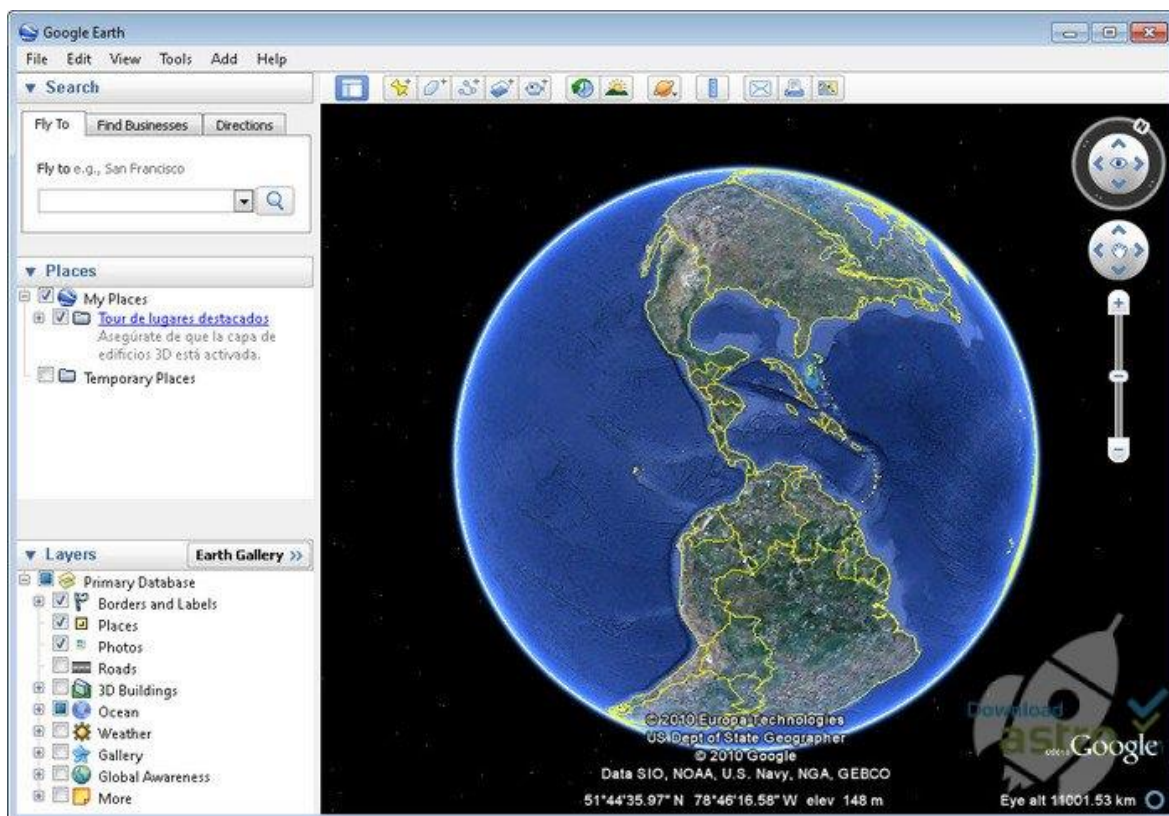 Google Earth
File Edit View Tools Add Help
Search
Fly To Find Businesses Directions
Fly to e.g., San Francisco
Places
My Places
Tour de lugares destacados
Asegúrate de que la capa de
edificios 3D está activada.
Temporary Places
Layers
Earth Gallery >>
Primary Database
Borders and Labels
Places
Photos
Roads
3D Buildings
Ocean
Weather
Gallery
Global Awareness
More
N
© 2010 Europa Technologies
US Dept of State Geographer
© 2010 Google
Data SIO, NOAA, U.S. Navy, NGA, GEBCO
51°44'35.97" N 78°46'16.58" W elev 148 m
Download
astro
©2010 Google
Eye alt 11001.53 km